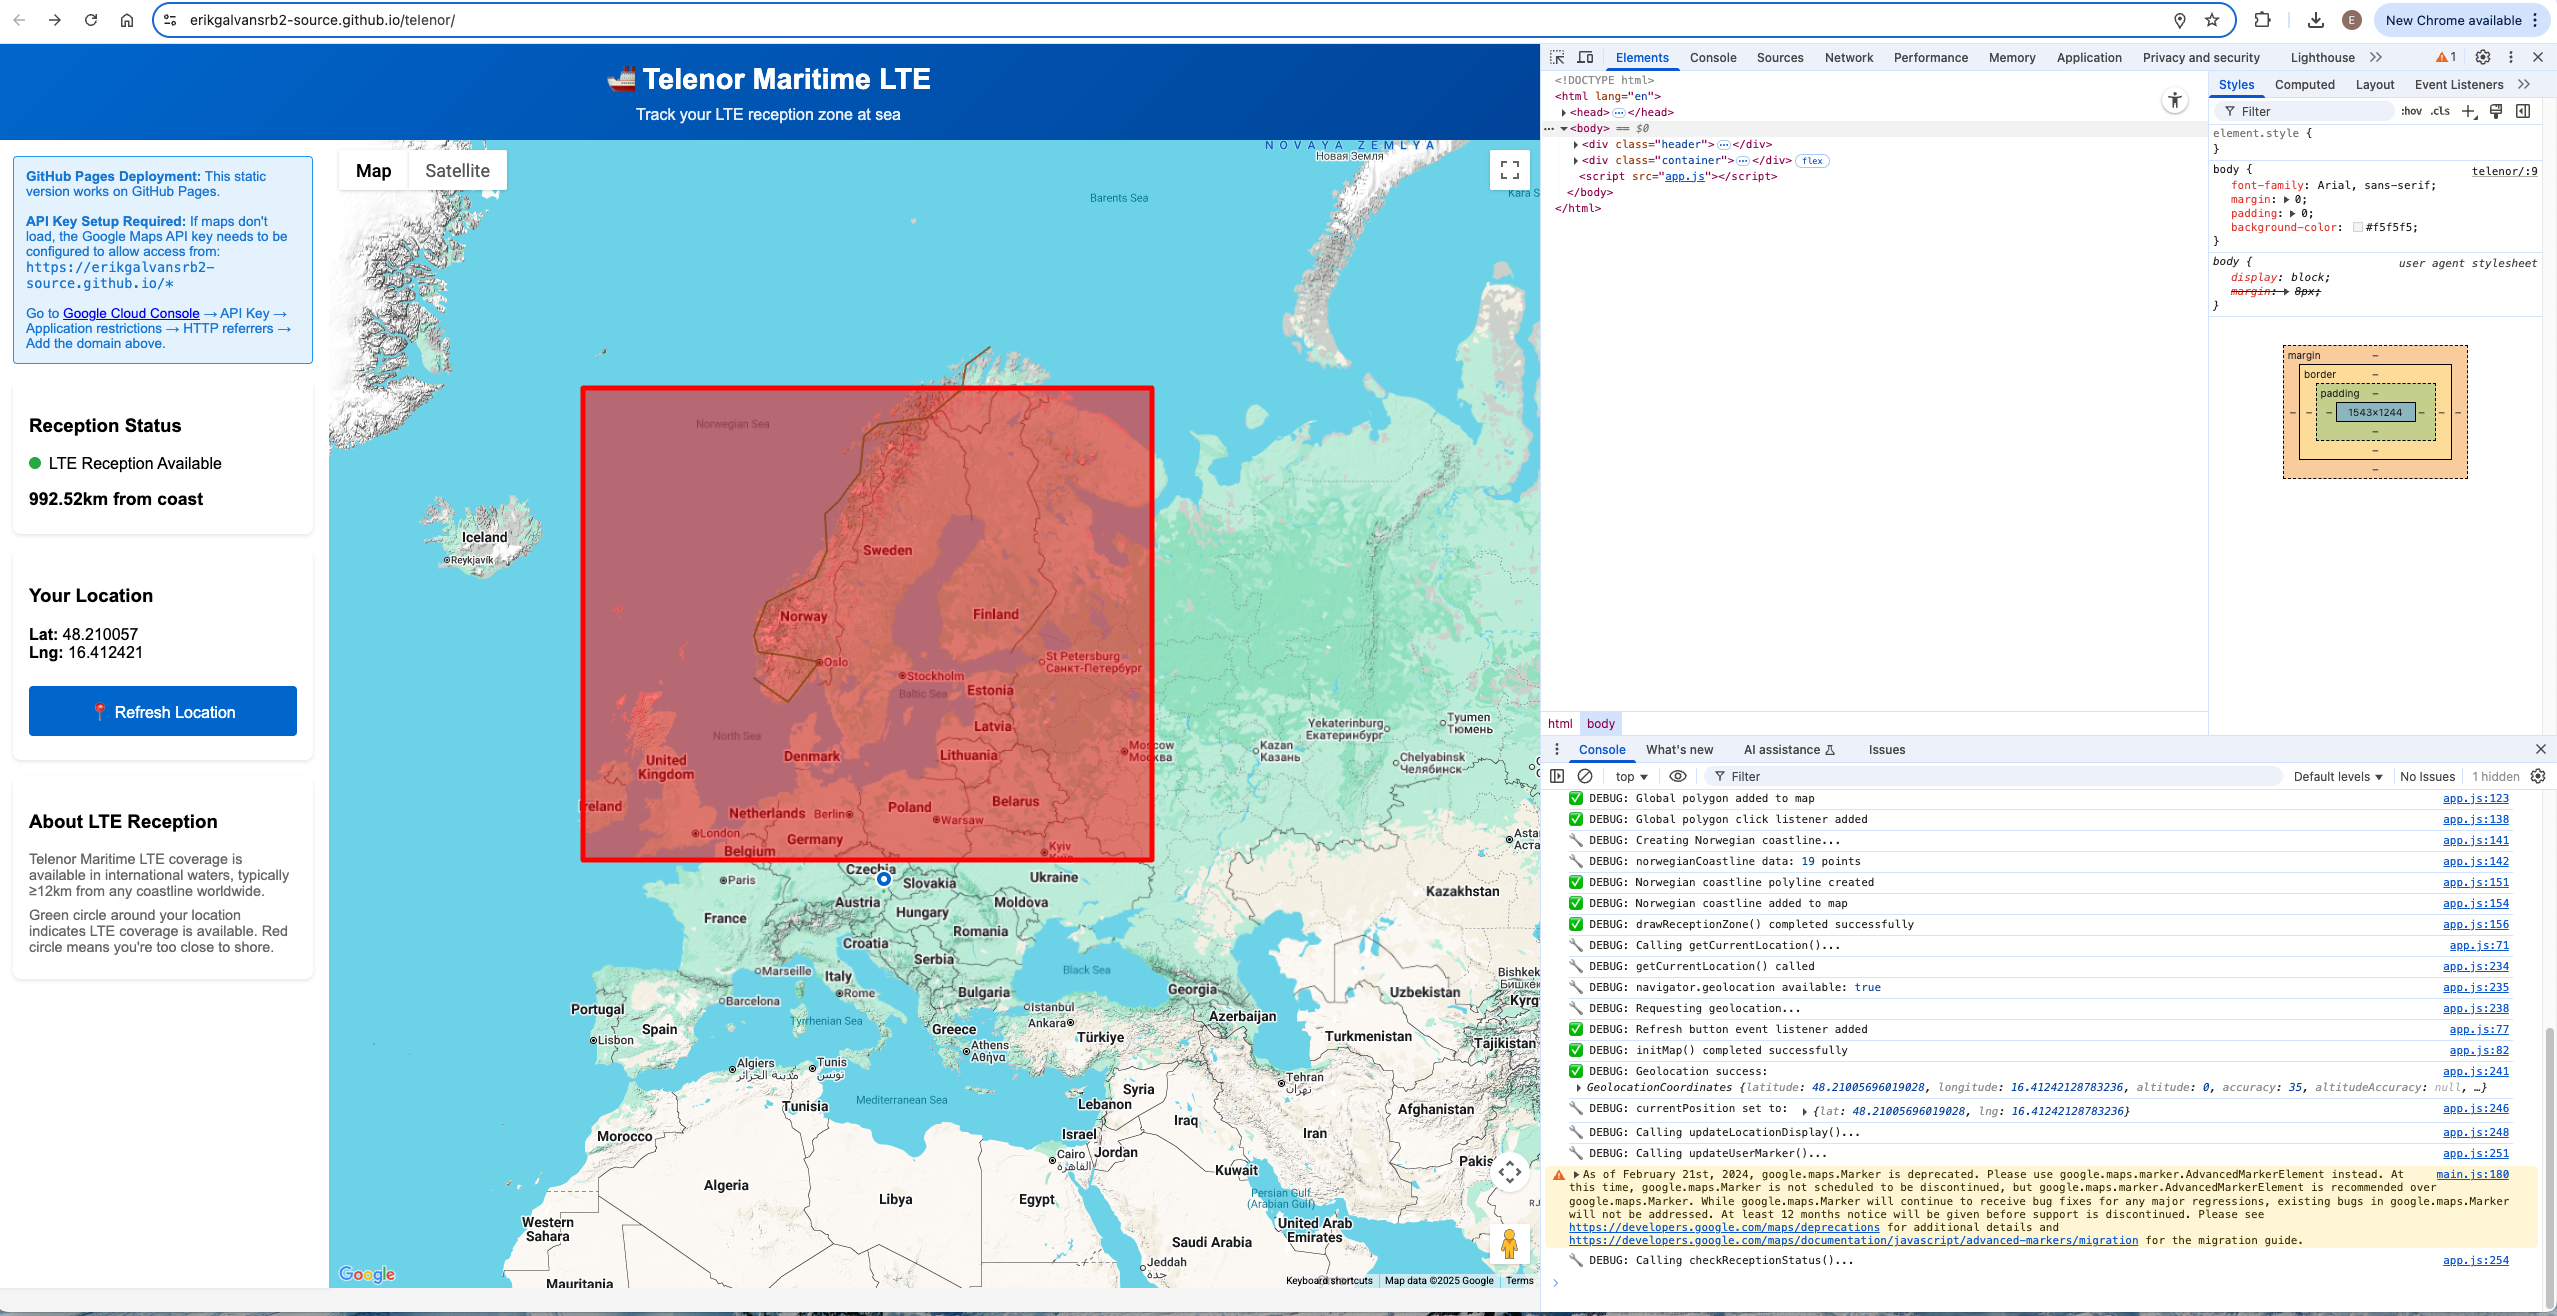 erikgalvansrb2-source.github.io/telenor/
E
New Chrome available
Telenor Maritime LTE
Track your LTE reception zone at sea
GitHub Pages Deployment: This static
version works on GitHub Pages.
API Key Setup Required: If maps don't
load, the Google Maps API key needs to be
configured to allow access from:
https://erikgalvansrb2-
source.github.io/*
Go to Google Cloud Console → API Key →
Application restrictions → HTTP referrers →
Add the domain above.
Reception Status
LTE Reception Available
992.52km from coast
Your Location
Lat: 48.210057
Lng: 16.412421
Refresh Location
About LTE Reception
Telenor Maritime LTE coverage is
available in international waters, typically
≥12km from any coastline worldwide.
Green circle around your location
indicates LTE coverage is available. Red
circle means you're too close to shore.
Map
Satellite
NOVAYA ZEMLYA
Новая Земля
Barents Sea
Kara S
Norwegian Sea
Iceland
Reykjavík
Sweden
Norway
Finland
Oslo
St Petersburg
Санкт-Петербург
Stockholm
Baltic Sea
Estonia
Latvia
North Sea
Denmark
Lithuania
Moscow
Москва
United
Kingdom
Ireland
Netherlands
Berlin
Poland
Belarus
Warsaw
London
Germany
Belgium
Kyiv
Yekaterinburg
Екатеринбург
Tyumen
Тюмень
Kazan
Казань
Chelyabinsk
Челябинск
Asta
Аста
Czechia
Paris
Slovakia
Ukraine
Kazakhstan
Austria
Moldova
France
Hungary
Romania
Croatia
Serbia
Marseille
Italy
Black Sea
Bishkek
Бишкек
Rome
Bulgaria
Georgia
Uzbekistan
Kyrgy
Barcelona
Istanbul
Portugal
Tyrrhenian Sea
Ankara
Azerbaijan
Spain
Greece
Türkiye
Turkmenistan
Lisbon
Athens
Αθήνα
Tajikistan
Algiers
مدينة الجزائر
Tunis
تونس
Tehran
تهران
Syria
Mediterranean Sea
Lebanon
Afghanistan
Tunisia
Iraq
Morocco
Israel
Iran
Cairo
القاهرة
Jordan
Pakis
Kuwait
Algeria
Libya
Egypt
Persian Gulf
(Arabian Gulf)
Western
Sahara
United Arab
Emirates
Saudi Arabia
Jeddah
جدة
Mauritania
Google
Keyboard shortcuts
Map data ©2025 Google
Terms
Elements Console Sources Network Performance Memory Application Privacy and security Lighthouse
1
<!DOCTYPE html>
<html lang="en">
<head> </head>
<body> == $0
<div class="header"> </div>
<div class="container"> </div> flex
<script src="app.js"></script>
</body>
</html>
html body
Styles Computed Layout Event Listeners
Filter :hov .cls
element.style {
}
body { telenor/:9
font-family: Arial, sans-serif;
margin: 0;
padding: 0;
background-color: #f5f5f5;
}
body { user agent stylesheet
display: block;
margin: 8px;
}
margin –
border –
padding –
– – – 1543×1244 – – –
–
–
–
Console What's new AI assistance Issues
top Filter Default levels No Issues 1 hidden
DEBUG: Global polygon added to map app.js:123
DEBUG: Global polygon click listener added app.js:138
DEBUG: Creating Norwegian coastline... app.js:141
DEBUG: norwegianCoastline data: 19 points app.js:142
DEBUG: Norwegian coastline polyline created app.js:151
DEBUG: Norwegian coastline added to map app.js:154
DEBUG: drawReceptionZone() completed successfully app.js:156
DEBUG: Calling getCurrentLocation()... app.js:71
DEBUG: getCurrentLocation() called app.js:234
DEBUG: navigator.geolocation available: true app.js:235
DEBUG: Requesting geolocation... app.js:238
DEBUG: Refresh button event listener added app.js:77
DEBUG: initMap() completed successfully app.js:82
DEBUG: Geolocation success: app.js:241
GeolocationCoordinates {latitude: 48.21005696019028, longitude: 16.41242128783236, altitude: 0, accuracy: 35, altitudeAccuracy: null, …}
DEBUG: currentPosition set to: {lat: 48.21005696019028, lng: 16.41242128783236} app.js:246
DEBUG: Calling updateLocationDisplay()... app.js:248
DEBUG: Calling updateUserMarker()... app.js:251
As of February 21st, 2024, google.maps.Marker is deprecated. Please use google.maps.marker.AdvancedMarkerElement instead. At main.js:180
this time, google.maps.Marker is not scheduled to be discontinued, but google.maps.marker.AdvancedMarkerElement is recommended over
google.maps.Marker. While google.maps.Marker will continue to receive bug fixes for any major regressions, existing bugs in google.maps.Marker
will not be addressed. At least 12 months notice will be given before support is discontinued. Please see
https://developers.google.com/maps/deprecations for additional details and
https://developers.google.com/maps/documentation/javascript/advanced-markers/migration for the migration guide.
DEBUG: Calling checkReceptionStatus()... app.js:254